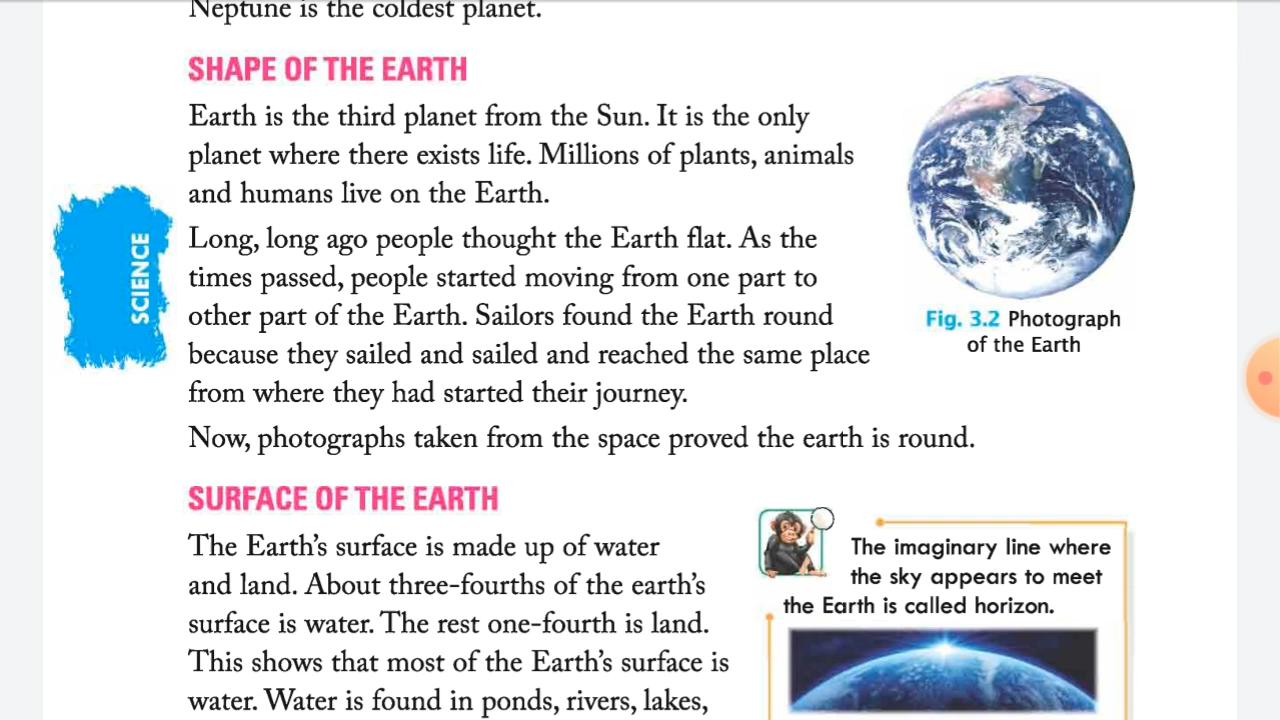 Neptune is the coldest planet.
SHAPE OF THE EARTH
Earth is the third planet from the Sun. It is the only
planet where there exists life. Millions of plants, animals
and humans live on the Earth.
Long, long ago people thought the Earth flat. As the
times passed, people started moving from one part to
other part of the Earth. Sailors found the Earth round
because they sailed and sailed and reached the same place
from where they had started their journey.
Now, photographs taken from the space proved the earth is round.
Fig. 3.2 Photograph
of the Earth
SCIENCE
SURFACE OF THE EARTH
The Earth's surface is made up of water
and land. About three-fourths of the earth's
surface is water. The rest one-fourth is land.
This shows that most of the Earth's surface is
water. Water is found in ponds, rivers, lakes,
The imaginary line where
the sky appears to meet
the Earth is called horizon.